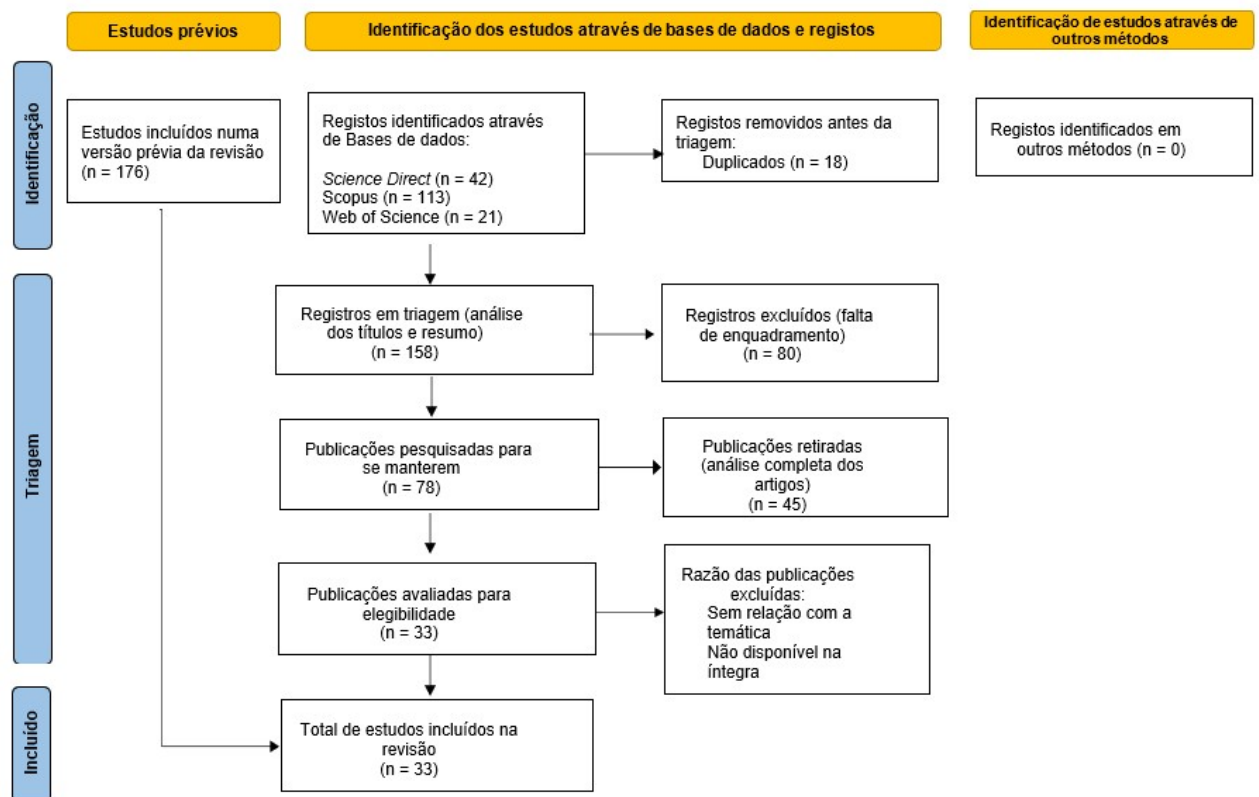 Estudos prévios
Identificação dos estudos através de bases de dados e registos
Identificação de estudos através de
outros métodos
Identificação
Estudos incluídos numa
versão prévia da revisão
(n = 176)
Registos identificados através
de Bases de dados:
Science Direct (n = 42)
Scopus (n = 113)
Web of Science (n = 21)
Registos removidos antes da
triagem:
Duplicados (n = 18)
Registos identificados em
outros métodos (n = 0)
Triagem
Registros em triagem (análise
dos títulos e resumo)
(n = 158)
Registros excluídos (falta
de enquadramento)
(n = 80)
Publicações pesquisadas para
se manterem
(n = 78)
Publicações retiradas
(análise completa dos
artigos)
(n = 45)
Publicações avaliadas para
elegibilidade
(n = 33)
Razão das publicações
excluídas:
Sem relação com a
temática
Não disponível na
íntegra
Incluído
Total de estudos incluídos na
revisão
(n = 33)